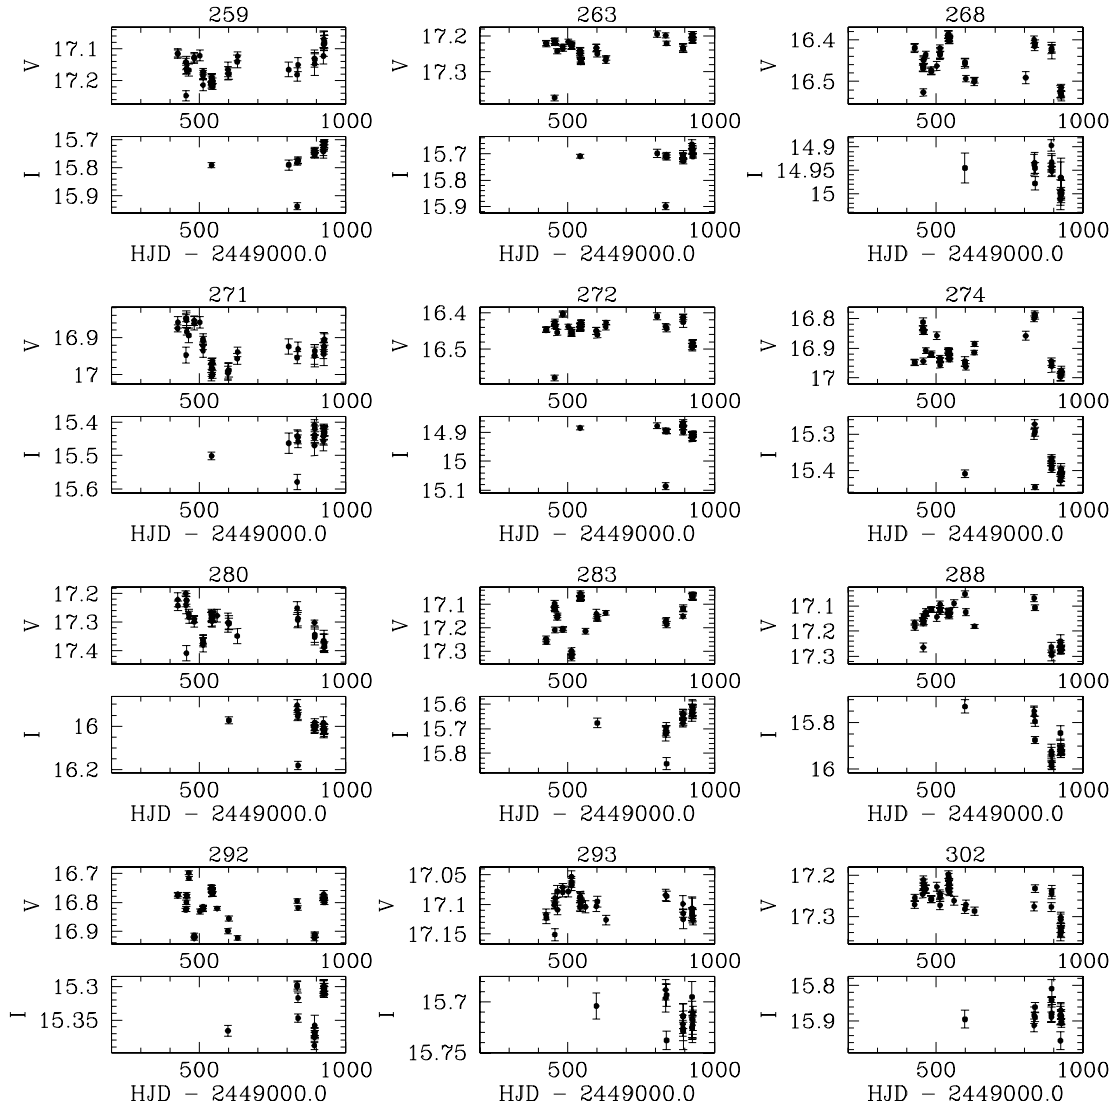 259 263 268
V 17.1 17.2 V 17.2 17.3 V 16.4 16.5
500 1000 500 1000 500 1000
I 15.7 15.8 15.9 I 15.7 15.8 15.9 I 14.9 14.95 15
500 1000 500 1000 500 1000
HJD − 2449000.0 HJD − 2449000.0 HJD − 2449000.0
271 272 274
V 16.9 17 V 16.4 16.5 V 16.8 16.9 17
500 1000 500 1000 500 1000
I 15.4 15.5 15.6 I 14.9 15 15.1 I 15.3 15.4
500 1000 500 1000 500 1000
HJD − 2449000.0 HJD − 2449000.0 HJD − 2449000.0
280 283 288
V 17.2 17.3 17.4 V 17.1 17.2 17.3 V 17.1 17.2 17.3
500 1000 500 1000 500 1000
I 16 16.2 I 15.6 15.7 15.8 I 15.8 16
500 1000 500 1000 500 1000
HJD − 2449000.0 HJD − 2449000.0 HJD − 2449000.0
292 293 302
V 16.7 16.8 16.9 V 17.05 17.1 17.15 V 17.2 17.3
500 1000 500 1000 500 1000
I 15.3 15.35 I 15.7 15.75 I 15.8 15.9
500 1000 500 1000 500 1000
HJD − 2449000.0 HJD − 2449000.0 HJD − 2449000.0